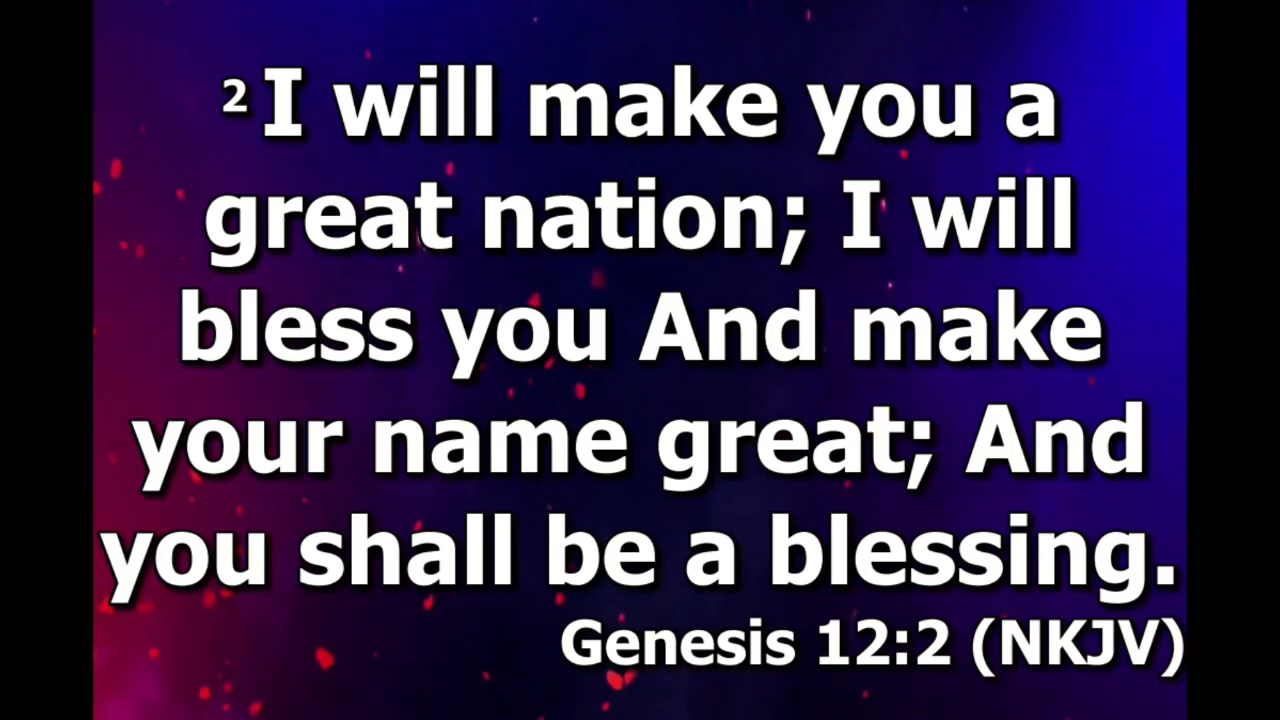 2 I will make you a
great nation; I will
bless you And make
your name great; And
you shall be a blessing.
Genesis 12:2 (NKJV)